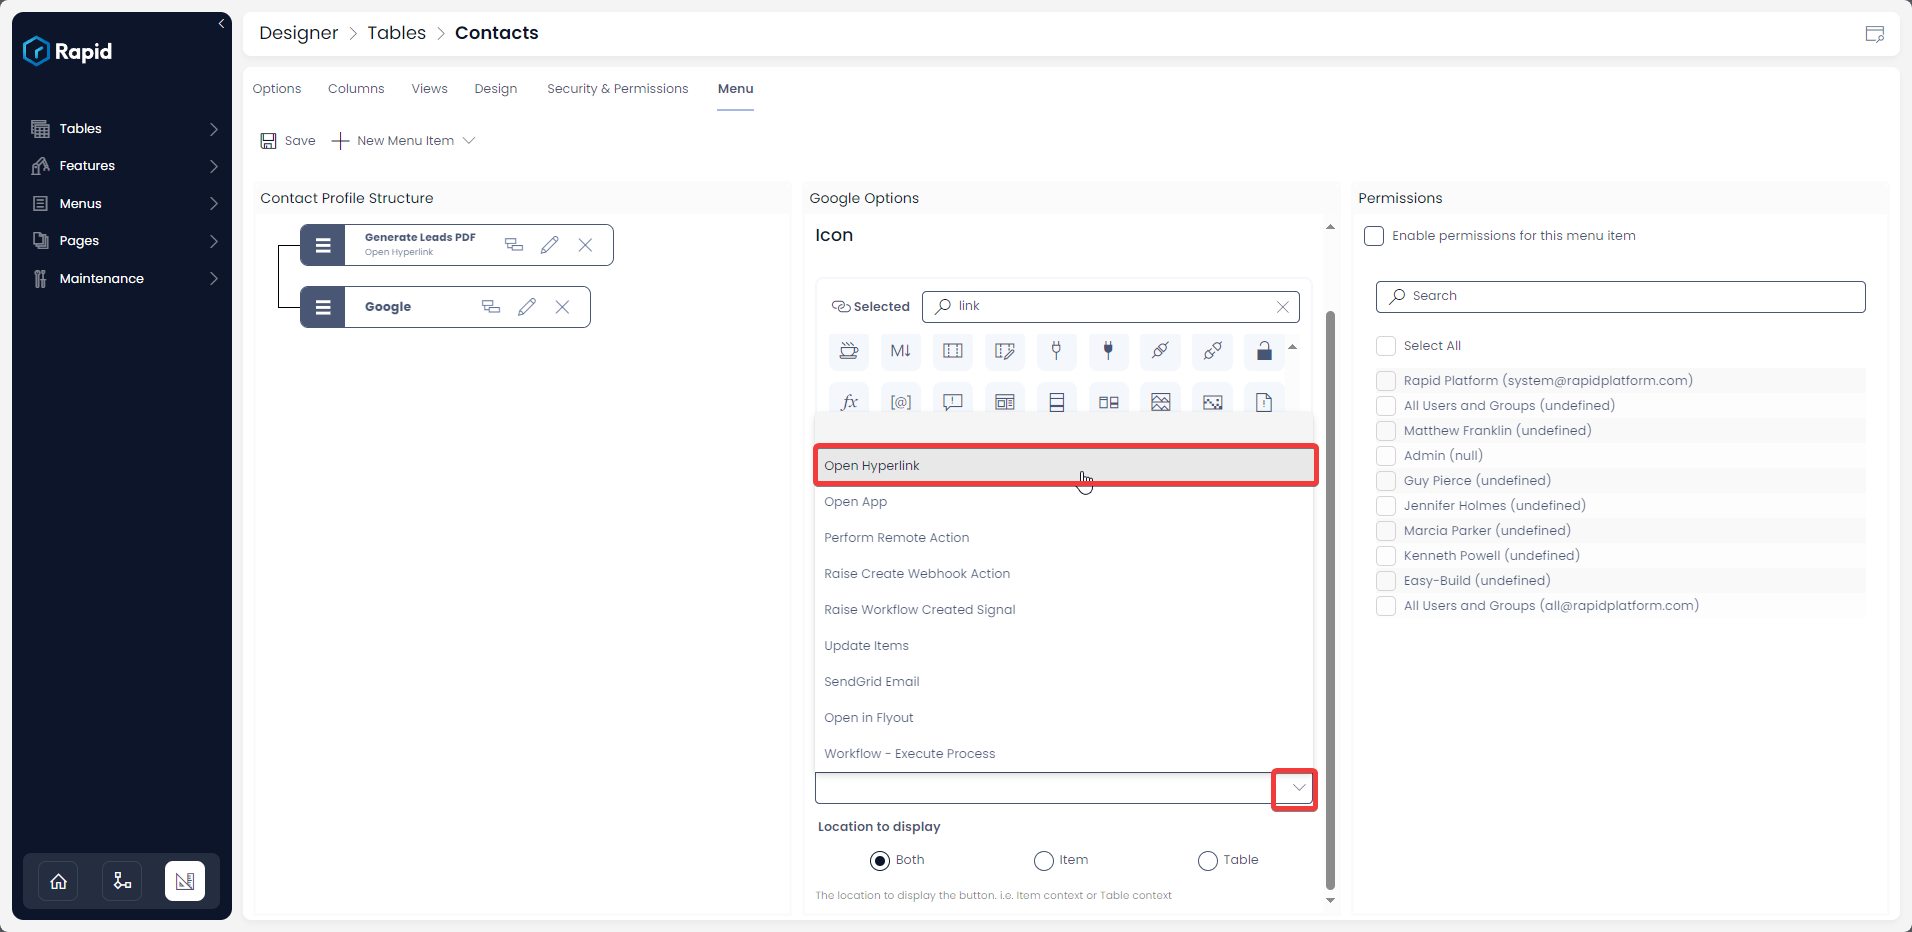 Rapid
Tables
Features
Menus
Pages
Maintenance
Designer > Tables > Contacts
Options Columns Views Design Security & Permissions Menu
Save New Menu Item
Contact Profile Structure
Generate Leads PDF
Open Hyperlink
Google
Google Options
Icon
Selected link
M↓
fx [@]
Open Hyperlink
Open App
Perform Remote Action
Raise Create Webhook Action
Raise Workflow Created Signal
Update Items
SendGrid Email
Open in Flyout
Workflow - Execute Process
Location to display
Both Item Table
The location to display the button. i.e. Item context or Table context
Permissions
Enable permissions for this menu item
Search
Select All
Rapid Platform (system@rapidplatform.com)
All Users and Groups (undefined)
Matthew Franklin (undefined)
Admin (null)
Guy Pierce (undefined)
Jennifer Holmes (undefined)
Marcia Parker (undefined)
Kenneth Powell (undefined)
Easy-Build (undefined)
All Users and Groups (all@rapidplatform.com)